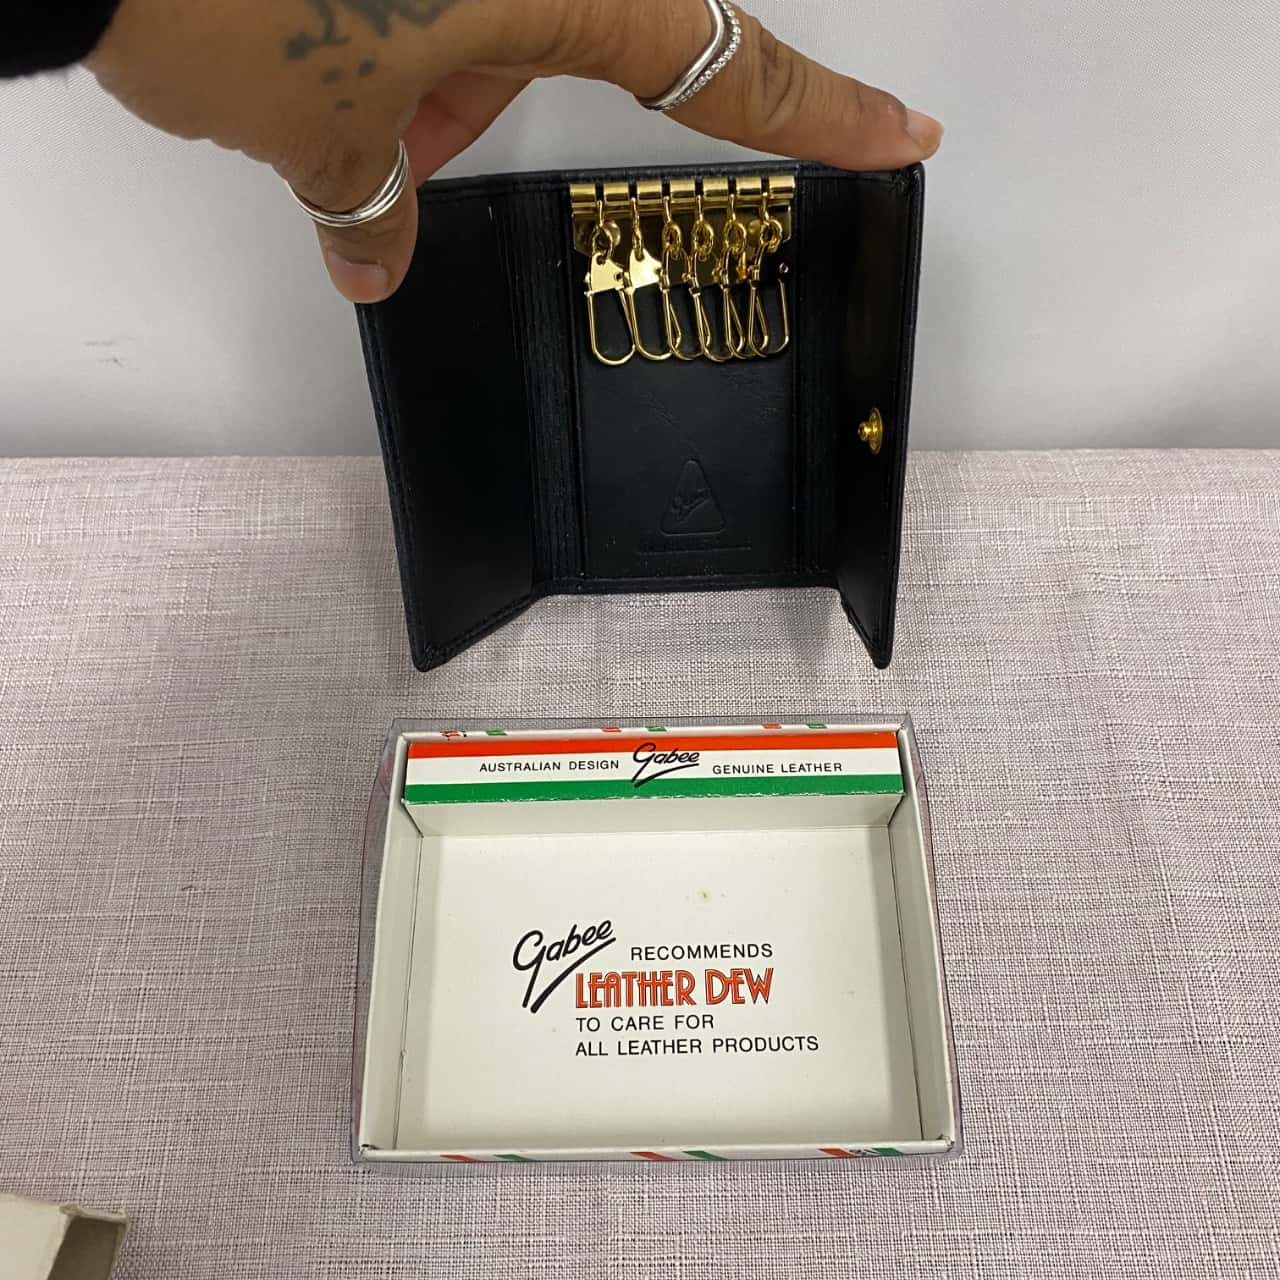 AUSTRALIAN DESIGN Gabee GENUINE LEATHER
Gabee RECOMMENDS
LEATHER DEW
TO CARE FOR
ALL LEATHER PRODUCTS